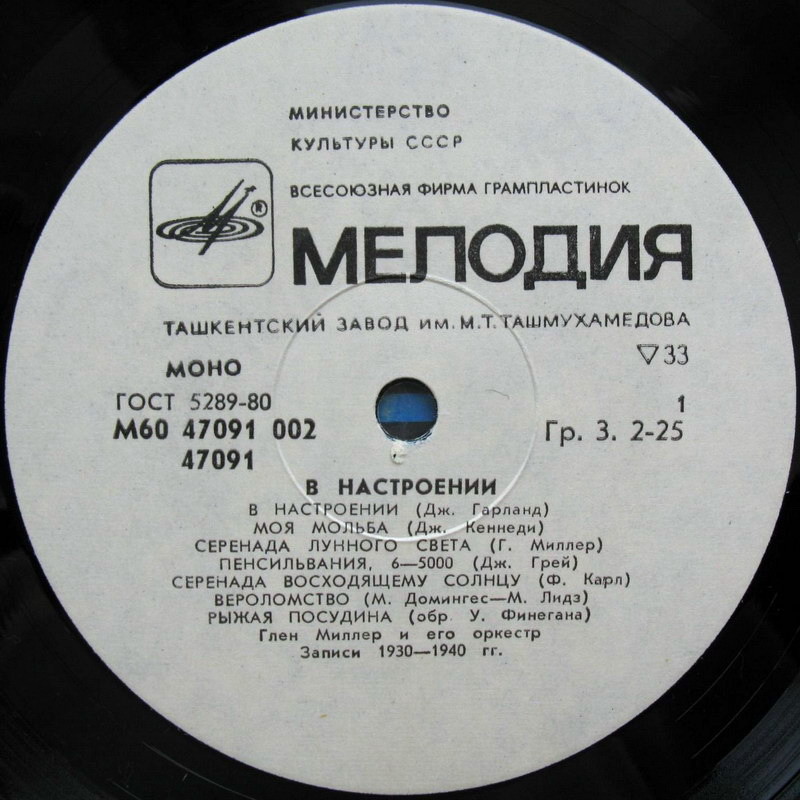 МИНИСТЕРСТВО
КУЛЬТУРЫ СССР
ВСЕСОЮЗНАЯ ФИРМА ГРАМПЛАСТИНОК
®
МЕЛОДИЯ
ТАШКЕНТСКИЙ ЗАВОД ИМ. М. Т. ТАШМУХАМЕДОВА
МОНО
▽33
ГОСТ 5289-80
1
М60 47091 002
Гр. 3. 2-25
47091
В НАСТРОЕНИИ
В НАСТРОЕНИИ (Дж. Гарланд)
МОЯ МОЛЬБА (Дж. Кеннеди)
СЕРЕНАДА ЛУННОГО СВЕТА (Г. Миллер)
ПЕНСИЛЬВАНИЯ, 6—5000 (Дж. Грей)
СЕРЕНАДА ВОСХОДЯЩЕМУ СОЛНЦУ (Ф. Карл)
ВЕРОЛОМСТВО (М. Домингес—М. Лидз)
РЫЖАЯ ПОСУДИНА (обр. У. Финегана)
Глен Миллер и его оркестр
Записи 1930—1940 гг.